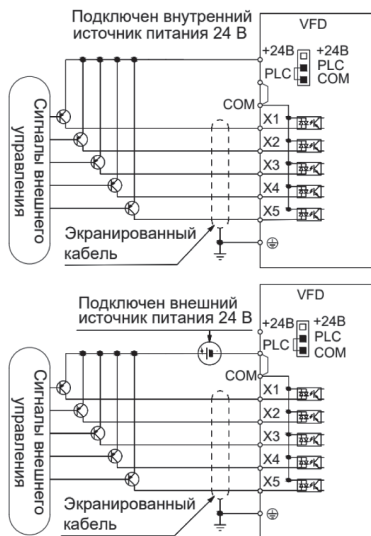 Подключен внутренний
источник питания 24 В
VFD
+24В
+24В
PLC
PLC
COM
COM
X1
X2
X3
X4
X5
Сигналы внешнего
управления
Экранированный
кабель
Подключен внешний
источник питания 24 В
VFD
+24В
+24В
PLC
PLC
COM
COM
X1
X2
X3
X4
X5
Сигналы внешнего
управления
Экранированный
кабель